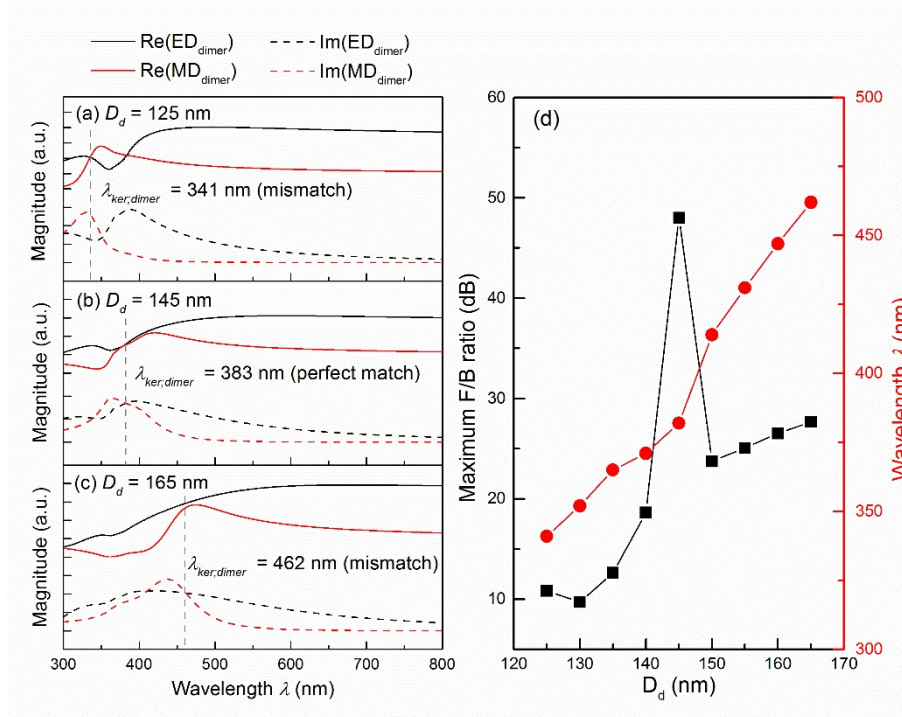 Re(ED_dimer) Im(ED_dimer)
Re(MD_dimer) Im(MD_dimer)
(a) D_d = 125 nm
λ_ker;dimer = 341 nm (mismatch)
Magnitude (a.u.)
(b) D_d = 145 nm
λ_ker;dimer = 383 nm (perfect match)
Magnitude (a.u.)
(c) D_d = 165 nm
λ_ker;dimer = 462 nm (mismatch)
Magnitude (a.u.)
300 400 500 600 700 800
Wavelength λ (nm)
(d)
60
50
40
30
20
10
Maximum F/B ratio (dB)
120 130 140 150 160 170
D_d (nm)
500
450
400
350
300
Wavelength λ (nm)